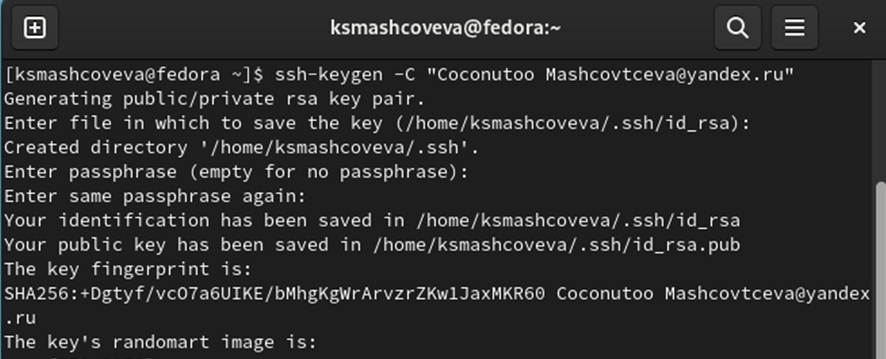 ksmashcoveva@fedora:~
[ksmashcoveva@fedora ~]$ ssh-keygen -C "Coconutoo Mashcovtceva@yandex.ru"
Generating public/private rsa key pair.
Enter file in which to save the key (/home/ksmashcoveva/.ssh/id_rsa):
Created directory '/home/ksmashcoveva/.ssh'.
Enter passphrase (empty for no passphrase):
Enter same passphrase again:
Your identification has been saved in /home/ksmashcoveva/.ssh/id_rsa
Your public key has been saved in /home/ksmashcoveva/.ssh/id_rsa.pub
The key fingerprint is:
SHA256:+Dgtyf/vcO7a6UIKE/bMhgKgWrArvzrZKwlJaxMKR60 Coconutoo Mashcovtceva@yandex
.ru
The key's randomart image is: